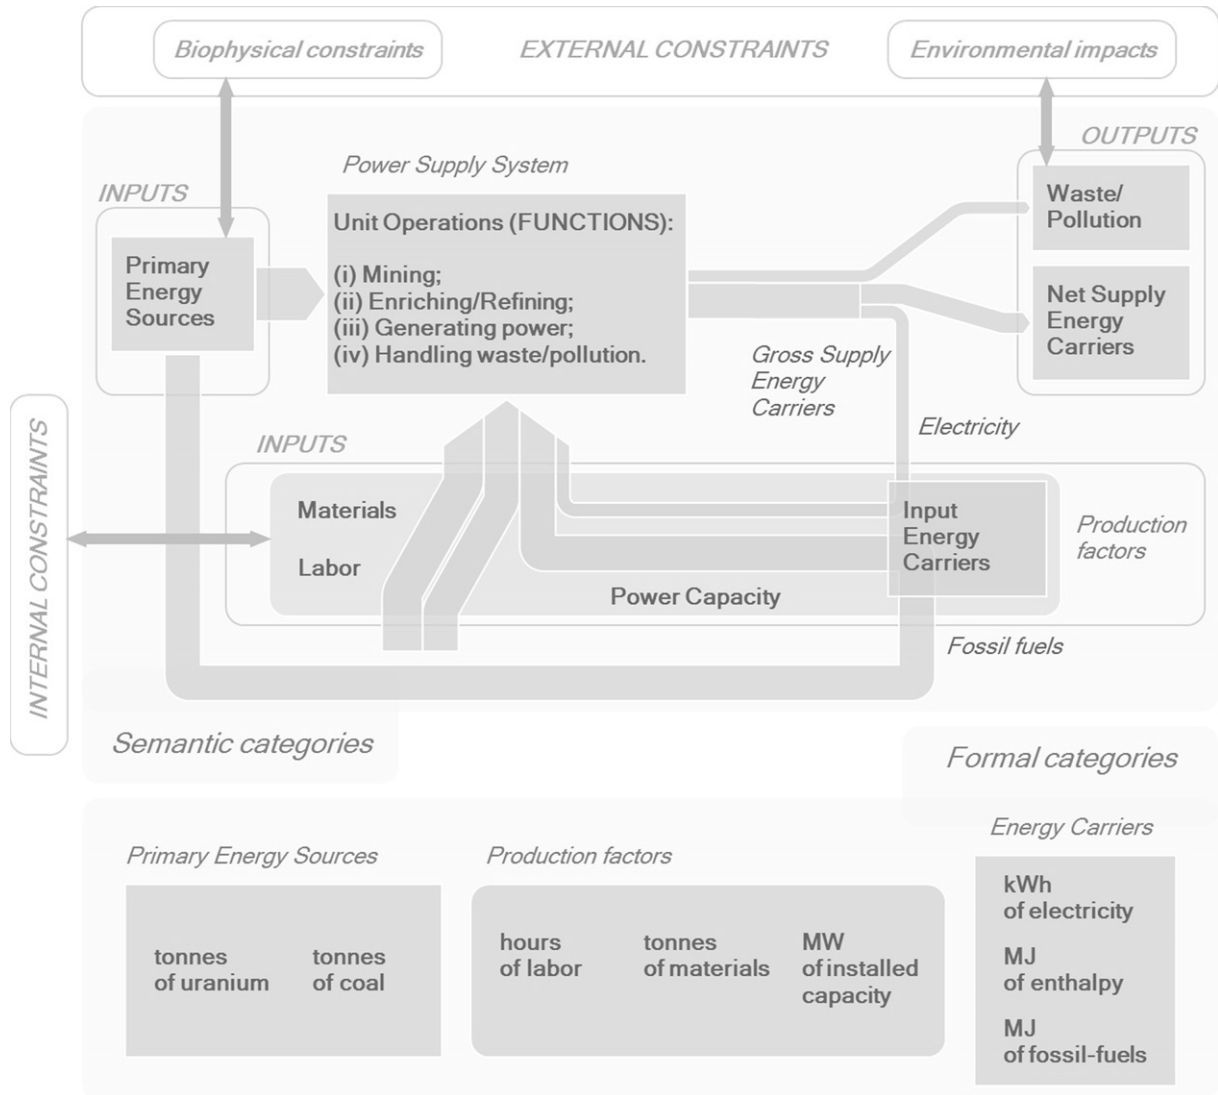 Biophysical constraints
EXTERNAL CONSTRAINTS
Environmental impacts
OUTPUTS
Power Supply System
INPUTS
Waste/
Pollution
Unit Operations (FUNCTIONS):
(i) Mining;
(ii) Enriching/Refining;
(iii) Generating power;
(iv) Handling waste/pollution.
Primary
Energy
Sources
Net Supply
Energy
Carriers
Gross Supply
Energy
Carriers
Electricity
INPUTS
INTERNAL CONSTRAINTS
Materials
Labor
Input
Energy
Carriers
Production
factors
Power Capacity
Fossil fuels
Semantic categories
Formal categories
Primary Energy Sources
Production factors
Energy Carriers
tonnes
of uranium
tonnes
of coal
hours
of labor
tonnes
of materials
MW
of installed
capacity
kWh
of electricity
MJ
of enthalpy
MJ
of fossil-fuels